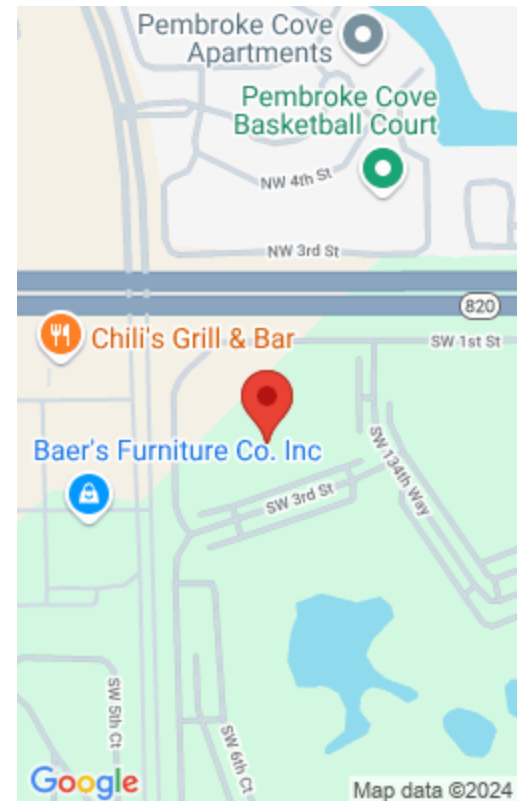 Pembroke Cove
Apartments
Pembroke Cove
Basketball Court
NW 4th St
NW 3rd St
820
Chili's Grill & Bar
SW 1st St
Baer's Furniture Co. Inc
SW 134th Way
SW 3rd St
SW 5th Ct
SW 6th Ct
Google
Map data ©2024